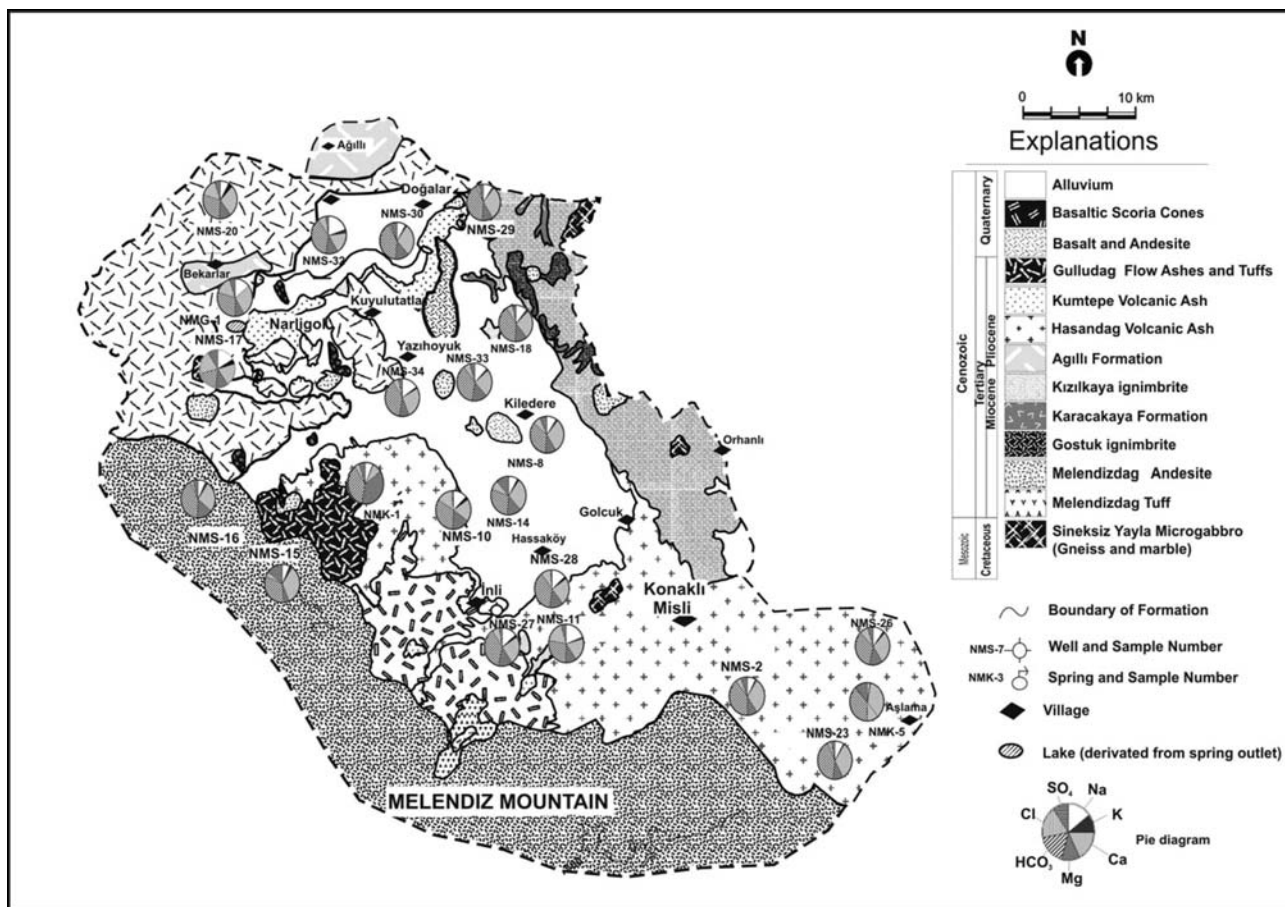 N
0 10 km
Explanations
Cenozoic
Quaternary
Tertiary
Miocene Pliocene
Mesozoic
Cretaceous
Alluvium
Basaltic Scoria Cones
Basalt and Andesite
Gulludag Flow Ashes and Tuffs
Kumtepe Volcanic Ash
Hasandag Volcanic Ash
Agıllı Formation
Kızılkaya ignimbrite
Karacakaya Formation
Gostuk ignimbrite
Melendizdag Andesite
Melendizdag Tuff
Sineksiz Yayla Microgabbro
(Gneiss and marble)
Boundary of Formation
NMS-7 Well and Sample Number
NMK-3 Spring and Sample Number
Village
Lake (derivated from spring outlet)
SO4 Na
Cl K
HCO3 Ca
Mg
Pie diagram
Ağıllı
Doğalar
NMS-30
NMS-20
NMS-32
NMS-29
Bekarlar
Kuyulutatla
NMG-1
Narligol
NMS-17
Yazıhoyuk
NMS-33
NMS-18
NMS-34
Kiledere
NMS-8
Orhanlı
NMK-1
NMS-10
NMS-14
Golcuk
NMS-16
NMS-15
Hassaköy
NMS-28
İnli
Konaklı
Misli
NMS-27
NMS-11
NMS-26
NMS-2
Aşlama
NMK-5
NMS-23
MELENDIZ MOUNTAIN